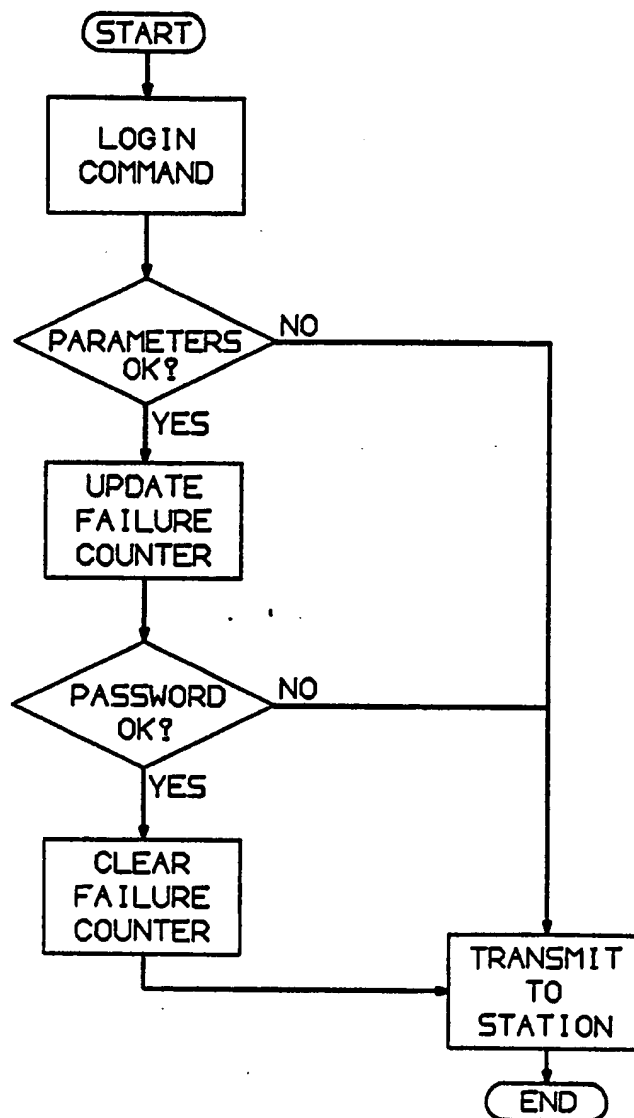 START
LOGIN
COMMAND
PARAMETERS
OK?
NO
YES
UPDATE
FAILURE
COUNTER
PASSWORD
OK?
NO
YES
CLEAR
FAILURE
COUNTER
TRANSMIT
TO
STATION
END